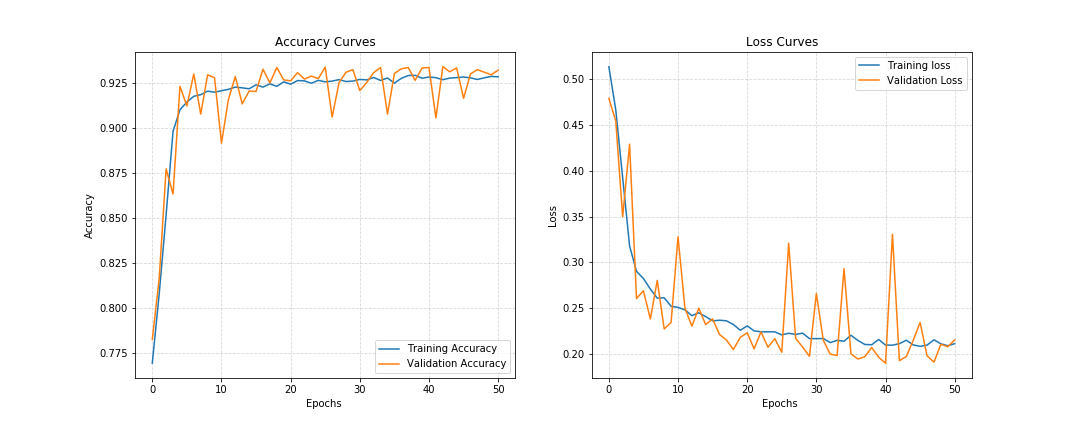 Accuracy Curves
Accuracy
0.925
0.900
0.875
0.850
0.825
0.800
0.775
0
10
20
30
40
50
Epochs
Training Accuracy
Validation Accuracy
Loss Curves
Loss
0.50
0.45
0.40
0.35
0.30
0.25
0.20
0
10
20
30
40
50
Epochs
Training loss
Validation Loss